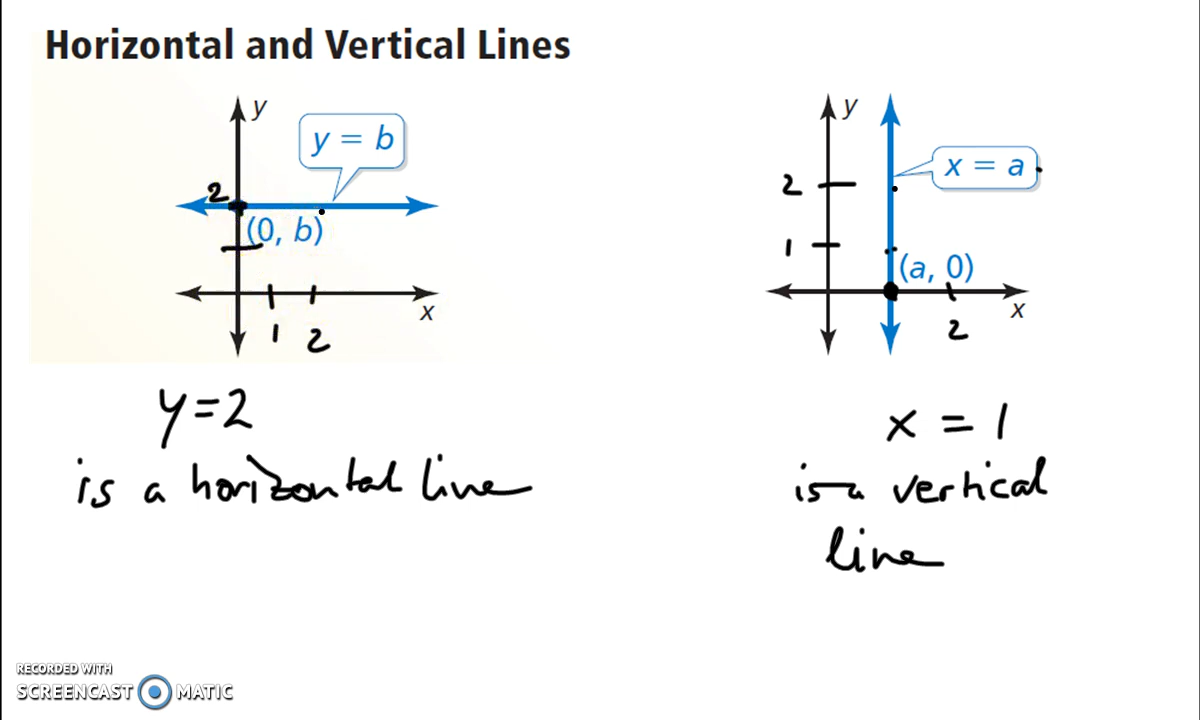 Horizontal and Vertical Lines
y
y = b
2
(0, b)
x
1
2
y=2
is a horizontal line
y
x = a
2
1
(a, 0)
x
2
x = 1
is a vertical
line
RECORDED WITH
SCREENCAST MATIC